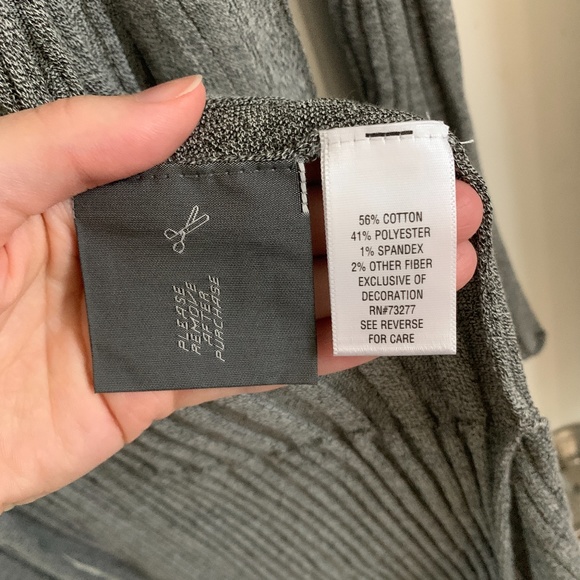 PLEASE
REMOVE
AFTER
PURCHASE
56% COTTON
41% POLYESTER
1% SPANDEX
2% OTHER FIBER
EXCLUSIVE OF
DECORATION
RN#73277
SEE REVERSE
FOR CARE